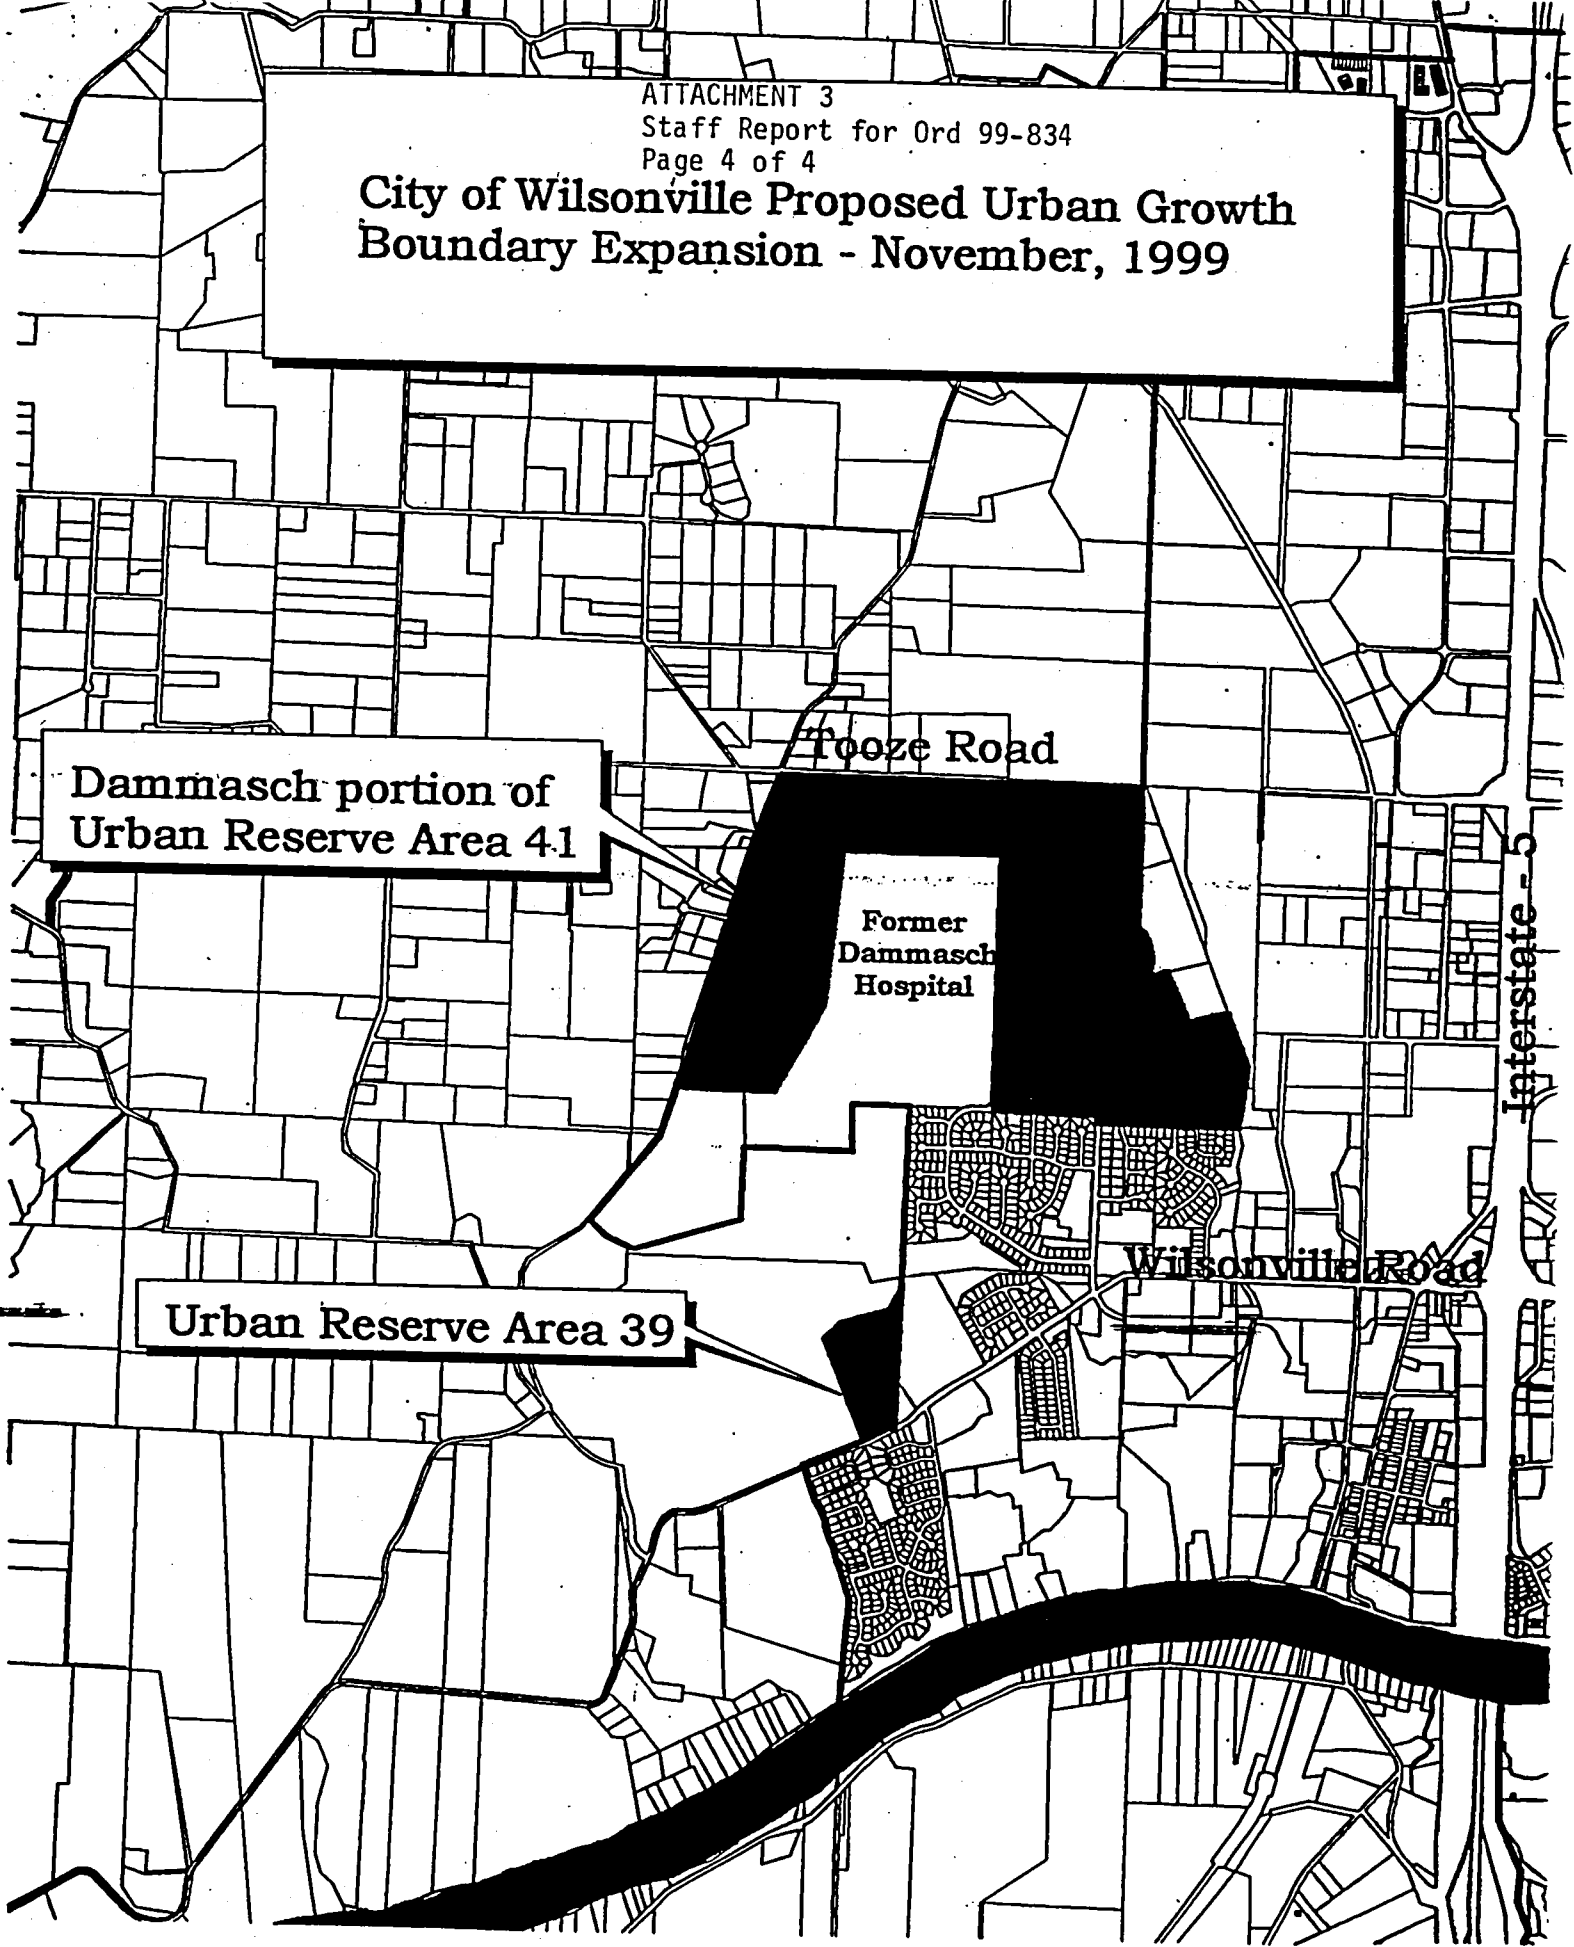 ATTACHMENT 3
Staff Report for Ord 99-834
Page 4 of 4
City of Wilsonville Proposed Urban Growth
Boundary Expansion - November, 1999
Tooze Road
Dammasch portion of
Urban Reserve Area 41
Former
Dammasch
Hospital
Interstate - 5
Wilsonville Road
Urban Reserve Area 39